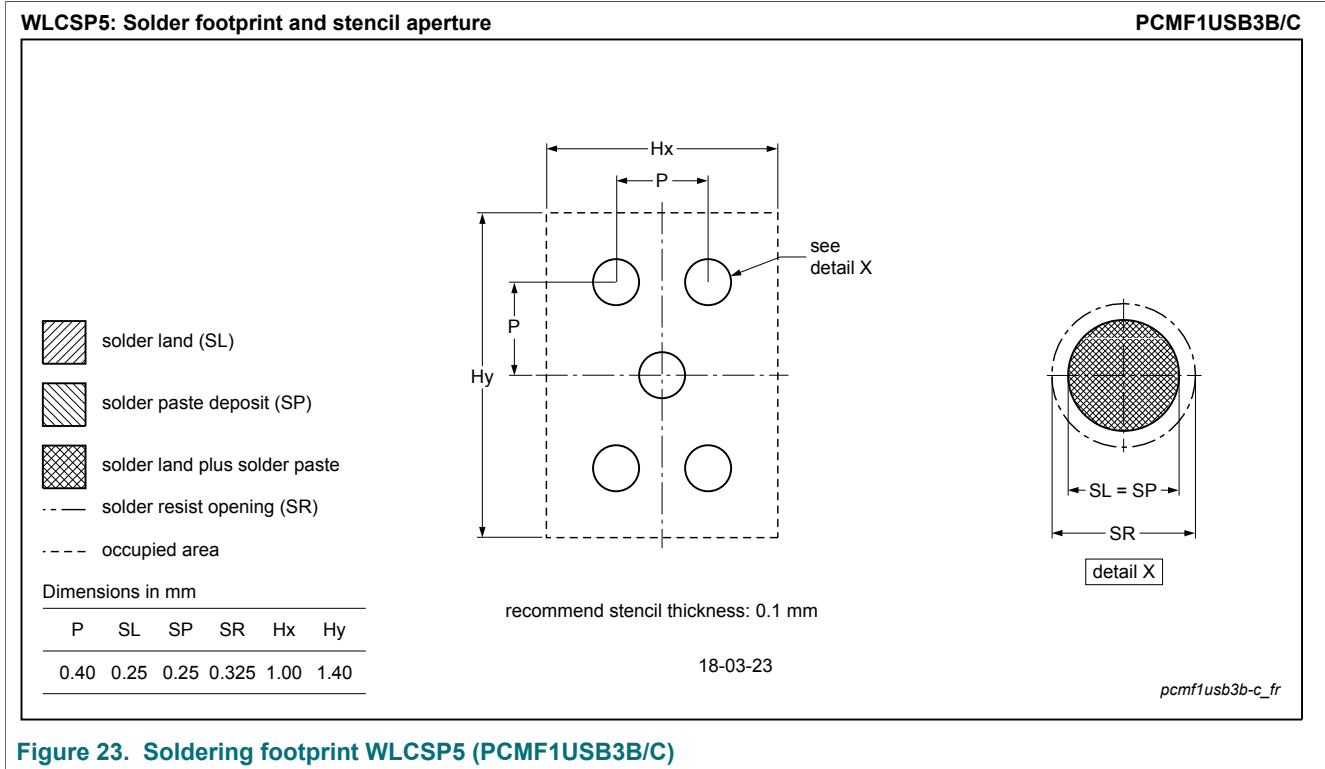 WLCSP5: Solder footprint and stencil aperture PCMF1USB3B/C
Hx
P
see
detail X
P
Hy
solder land (SL)
solder paste deposit (SP)
solder land plus solder paste
solder resist opening (SR)
occupied area
SL = SP
SR
detail X
Dimensions in mm
P SL SP SR Hx Hy
0.40 0.25 0.25 0.325 1.00 1.40
recommend stencil thickness: 0.1 mm
18-03-23
pcmf1usb3b-c_fr
Figure 23. Soldering footprint WLCSP5 (PCMF1USB3B/C)